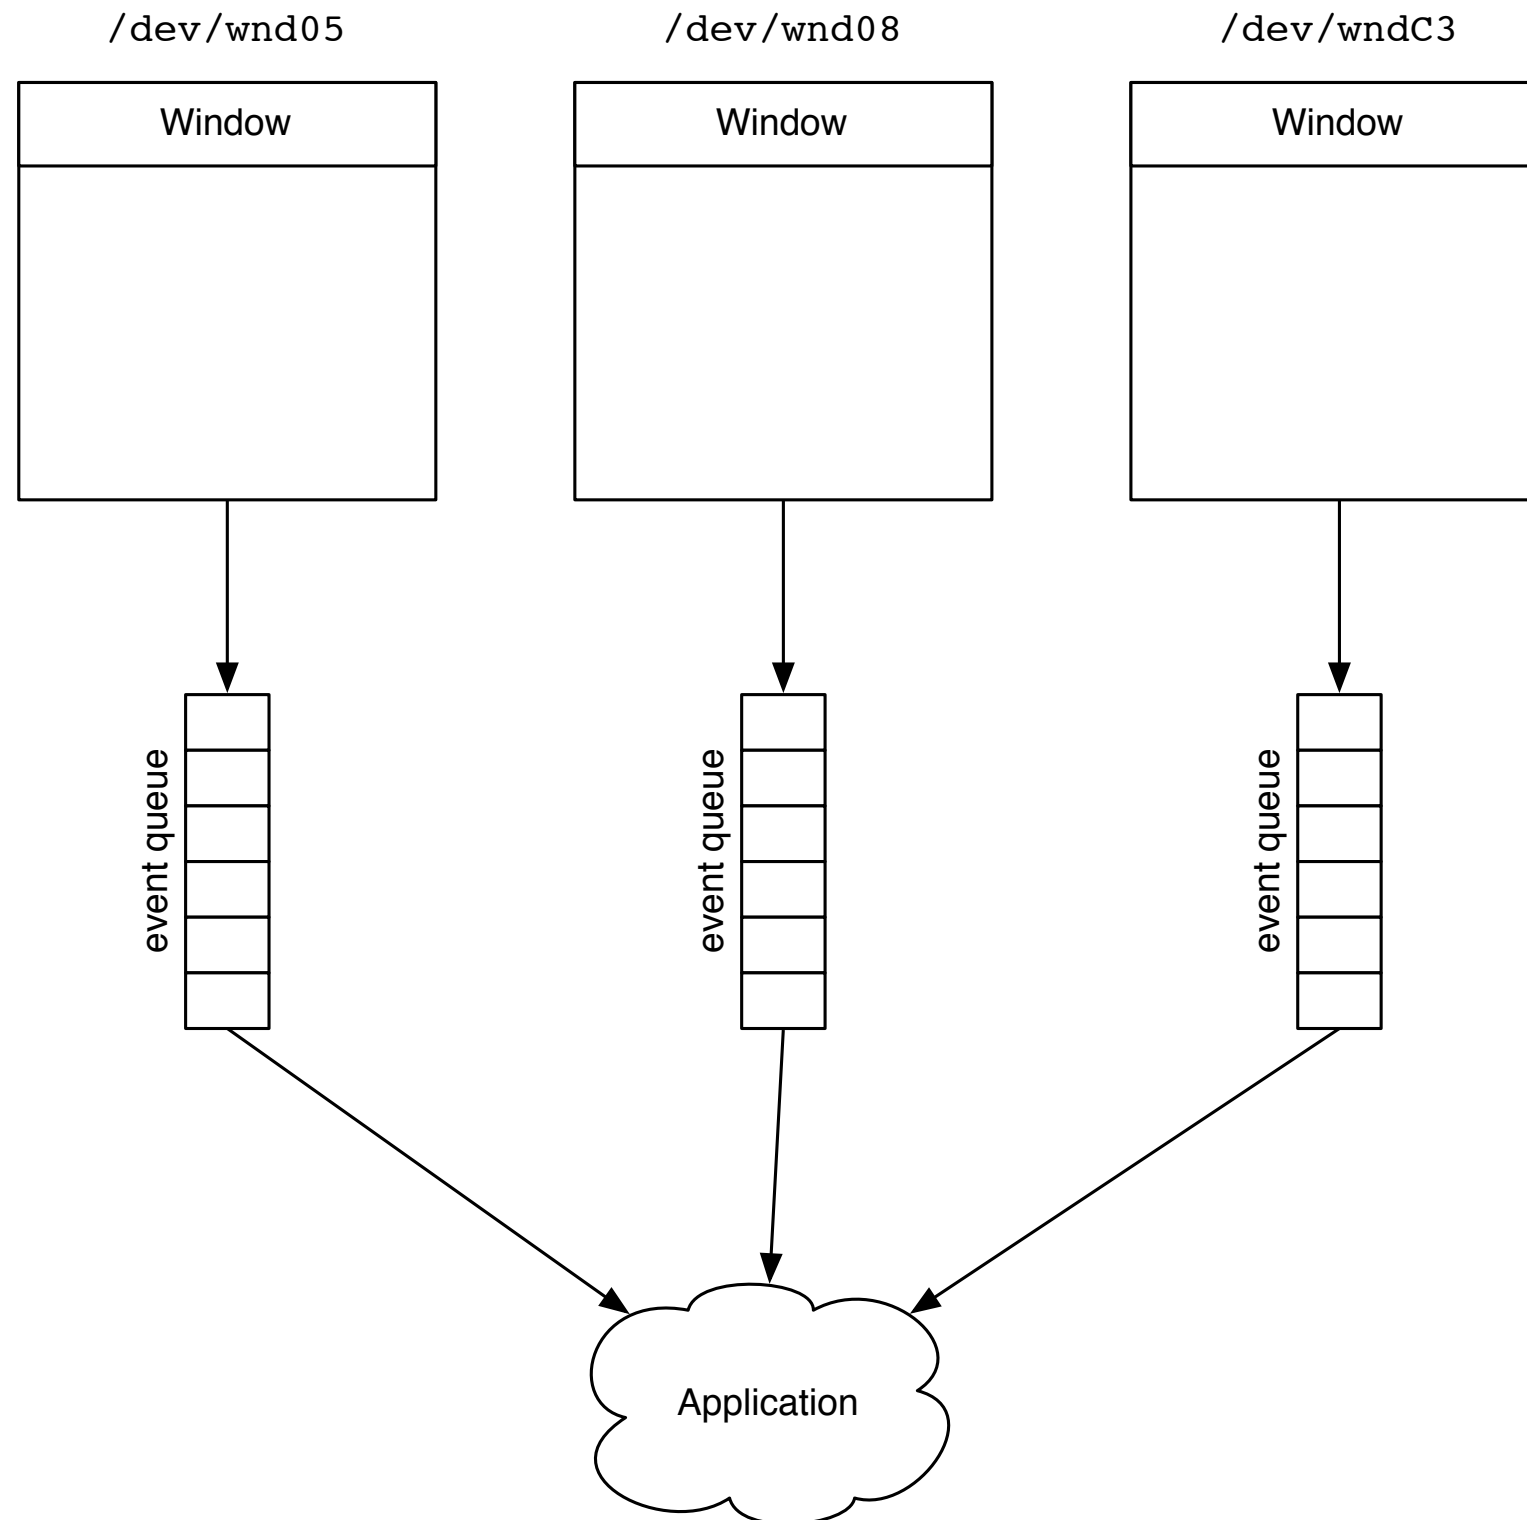 /dev/wnd05
/dev/wnd08
/dev/wndC3
Window
Window
Window
event queue
event queue
event queue
Application